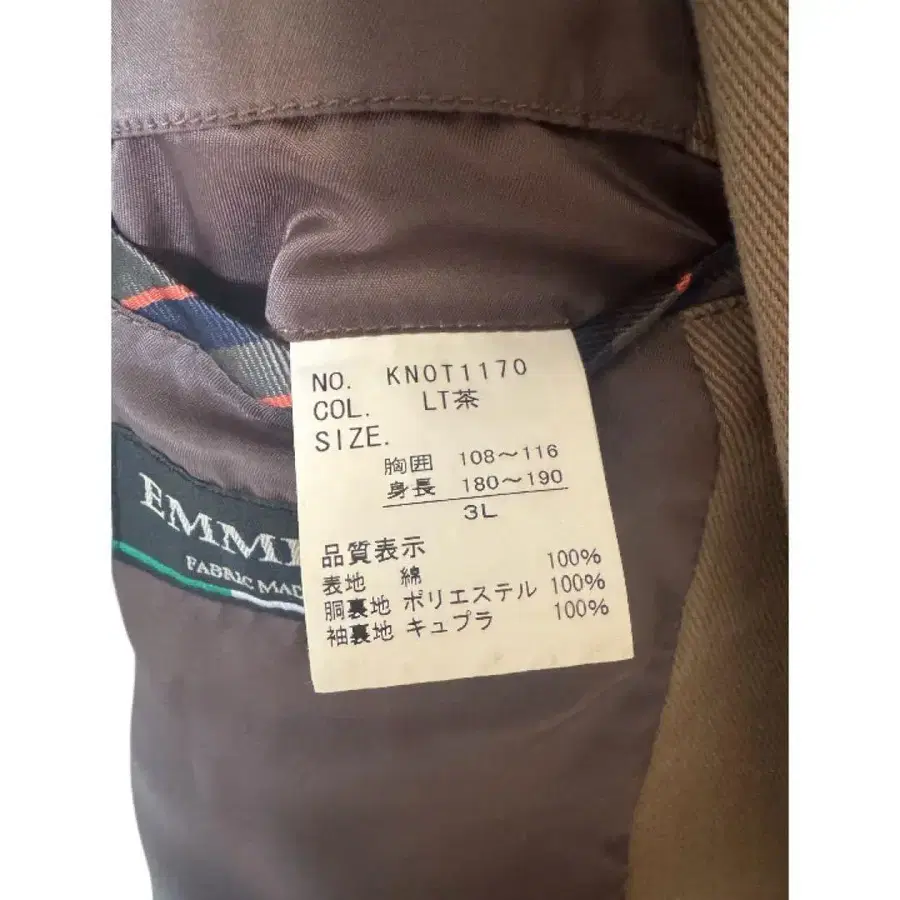 NO. KNOT1170
COL. LT茶
SIZE.
胸囲 108～116
身長 180～190
3L
品質表示
表地 綿 100%
胴裏地 ポリエステル 100%
袖裏地 キュプラ 100%
FABRIC